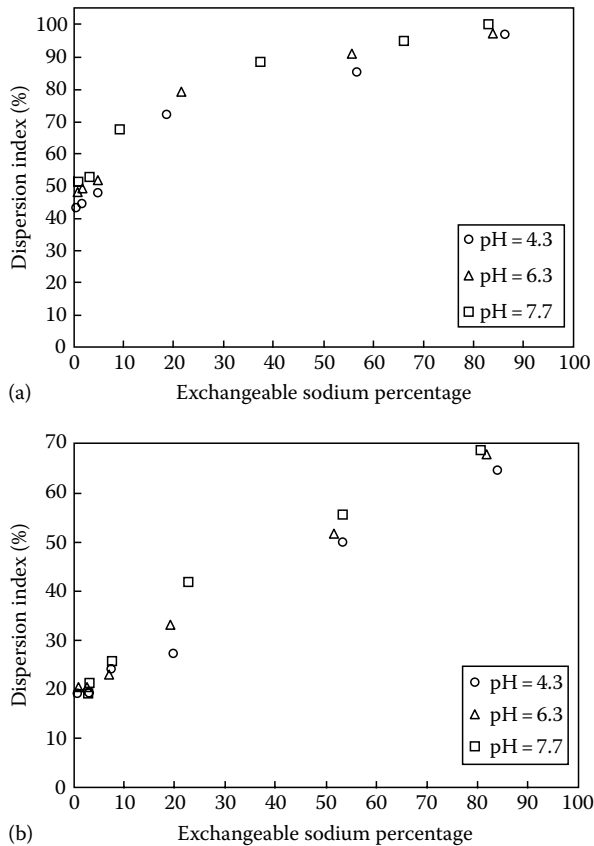 Dispersion index (%)
100
90
80
70
60
50
40
30
20
10
0
pH = 4.3
pH = 6.3
pH = 7.7
0 10 20 30 40 50 60 70 80 90 100
(a) Exchangeable sodium percentage
Dispersion index (%)
70
60
50
40
30
20
10
0
pH = 4.3
pH = 6.3
pH = 7.7
0 10 20 30 40 50 60 70 80 90 100
(b) Exchangeable sodium percentage